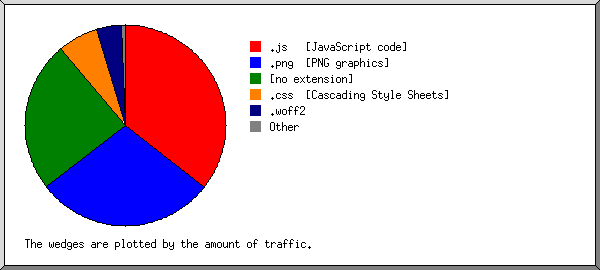 .js [JavaScript code]
.png [PNG graphics]
[no extension]
.css [Cascading Style Sheets]
.woff2
Other
The wedges are plotted by the amount of traffic.